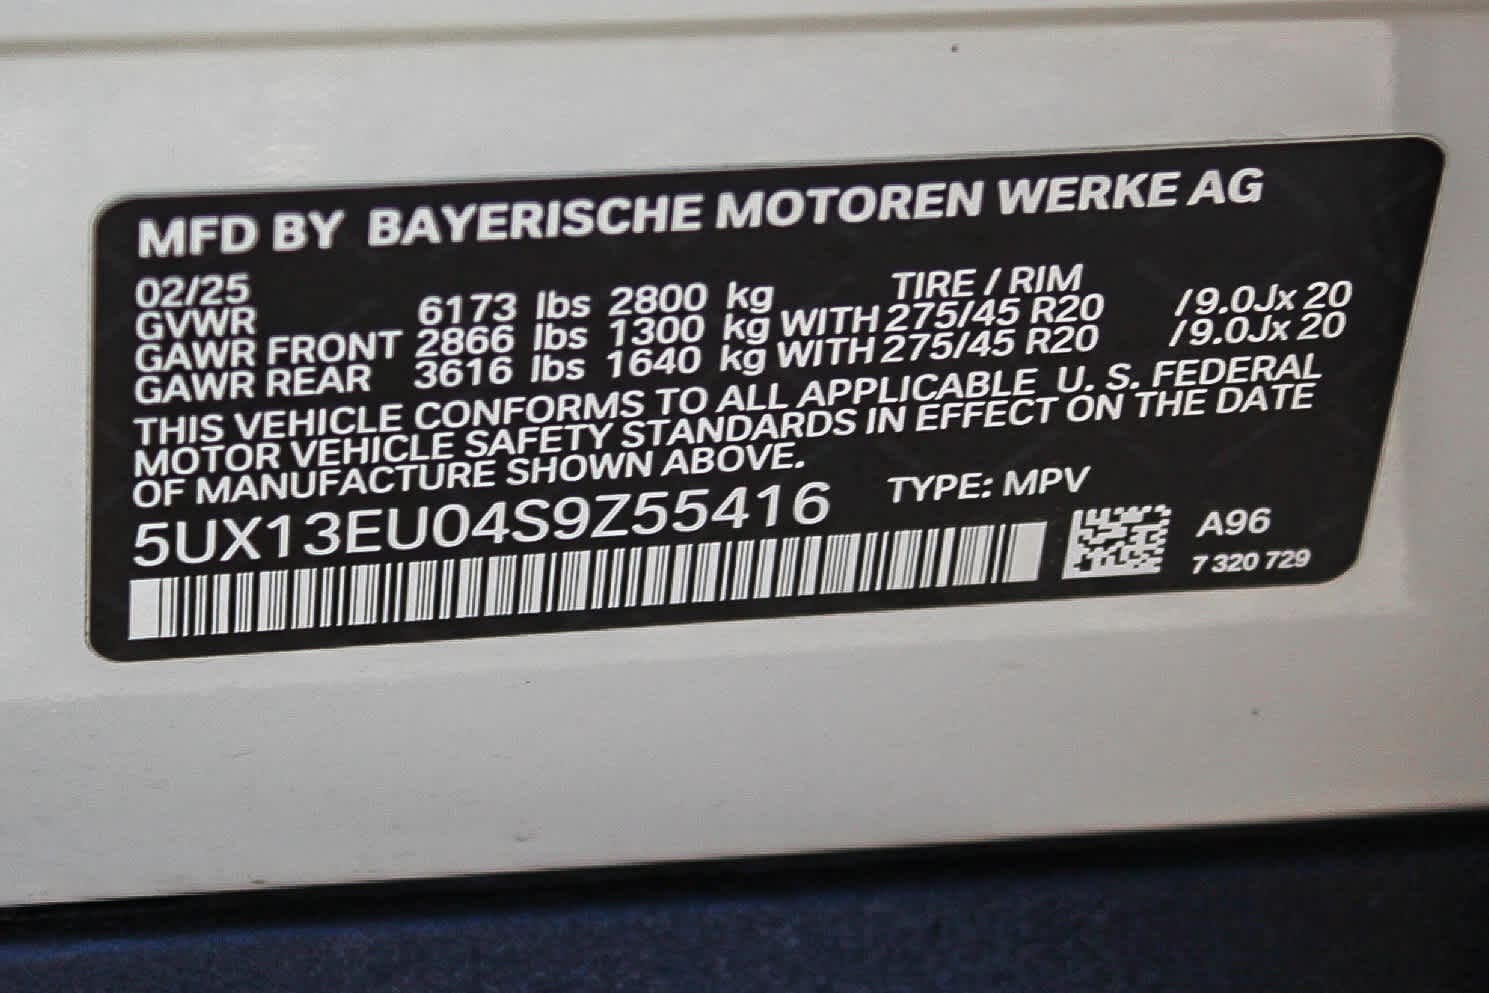 MFD BY BAYERISCHE MOTOREN WERKE AG
02/25 TIRE / RIM
GVWR 6173 lbs 2800 kg
GAWR FRONT 2866 lbs 1300 kg WITH 275/45 R20 /9.0Jx 20
GAWR REAR 3616 lbs 1640 kg WITH 275/45 R20 /9.0Jx 20
THIS VEHICLE CONFORMS TO ALL APPLICABLE U. S. FEDERAL
MOTOR VEHICLE SAFETY STANDARDS IN EFFECT ON THE DATE
OF MANUFACTURE SHOWN ABOVE.
5UX13EU04S9Z55416 TYPE: MPV
A96
7 320 729